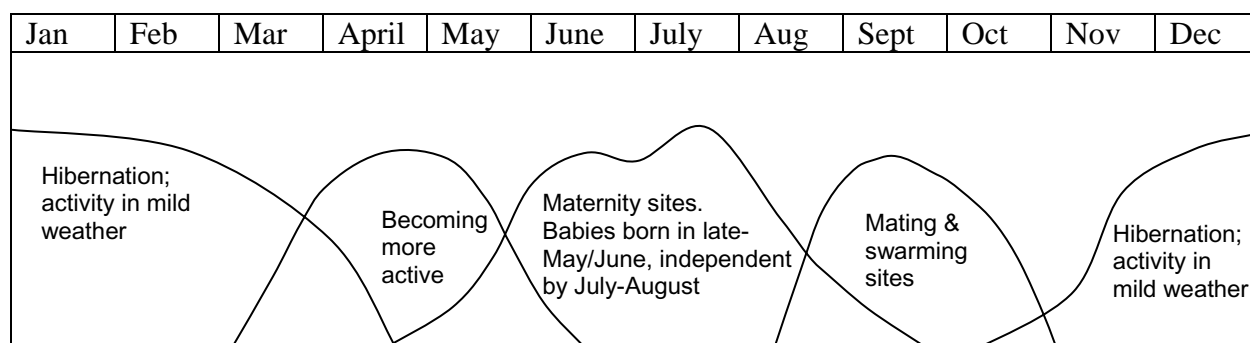 Jan Feb Mar April May June July Aug Sept Oct Nov Dec
Hibernation;
activity in mild
weather
Becoming
more
active
Maternity sites.
Babies born in late-
May/June, independent
by July-August
Mating &
swarming
sites
Hibernation;
activity in
mild weather